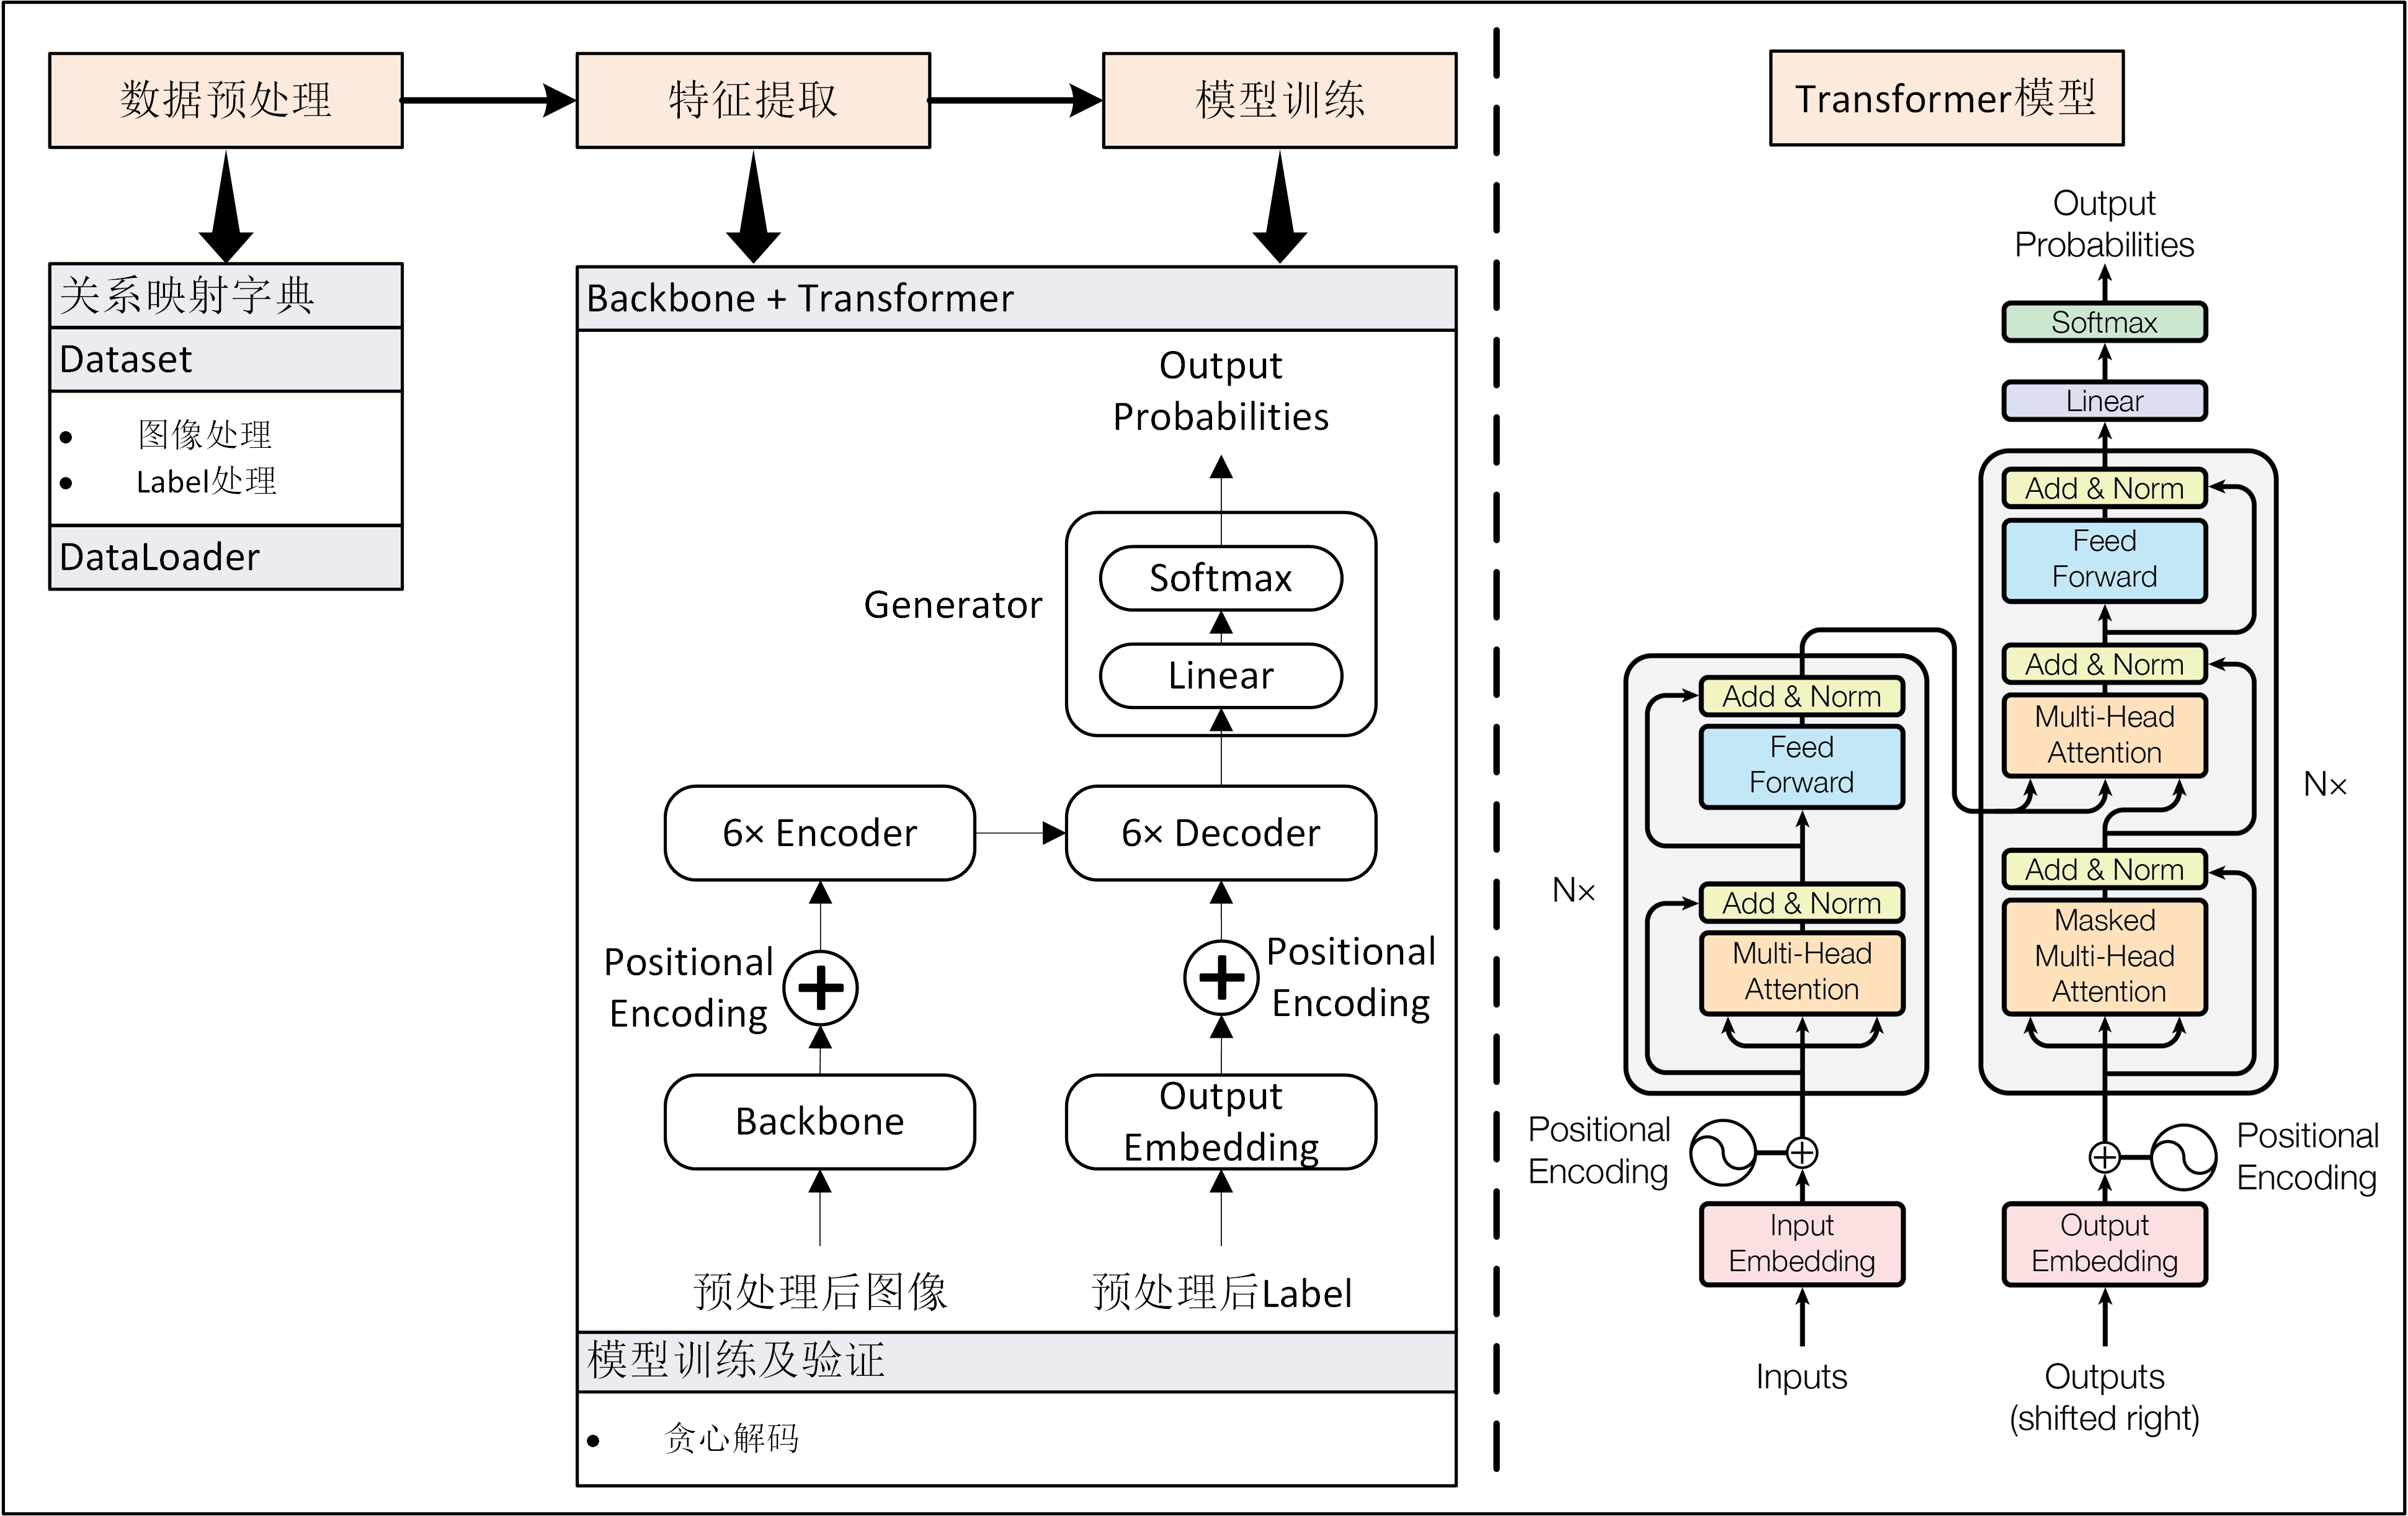 数据预处理
特征提取
模型训练
关系映射字典
Dataset
• 图像处理
• Label处理
DataLoader
Backbone + Transformer
Output
Probabilities
Generator
Softmax
Linear
6× Encoder
6× Decoder
Positional
Encoding
Positional
Encoding
Backbone
Output
Embedding
预处理后图像
预处理后Label
模型训练及验证
• 贪心解码
Transformer模型
Output
Probabilities
Softmax
Linear
Add & Norm
Feed
Forward
Add & Norm
Multi-Head
Attention
N×
Add & Norm
Masked
Multi-Head
Attention
Add & Norm
Feed
Forward
N×
Add & Norm
Multi-Head
Attention
Positional
Encoding
Positional
Encoding
Input
Embedding
Output
Embedding
Inputs
Outputs
(shifted right)